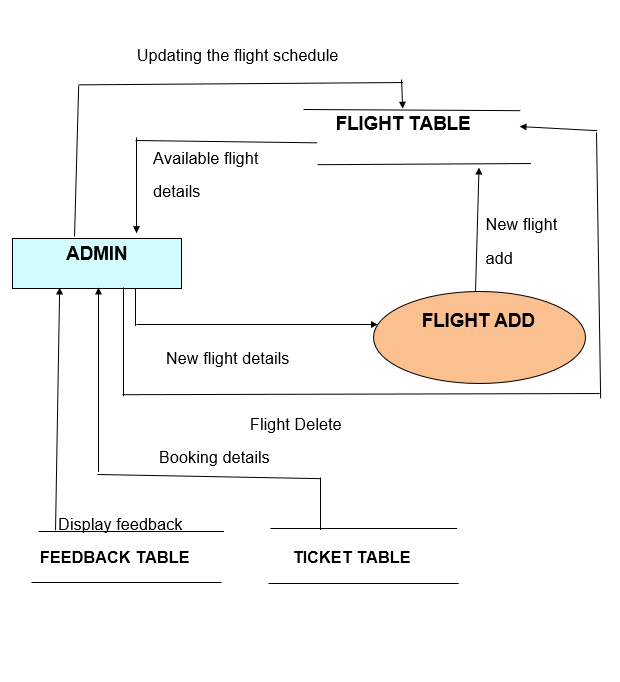 Updating the flight schedule
FLIGHT TABLE
Available flight
details
New flight
add
ADMIN
FLIGHT ADD
New flight details
Flight Delete
Booking details
Display feedback
FEEDBACK TABLE
TICKET TABLE